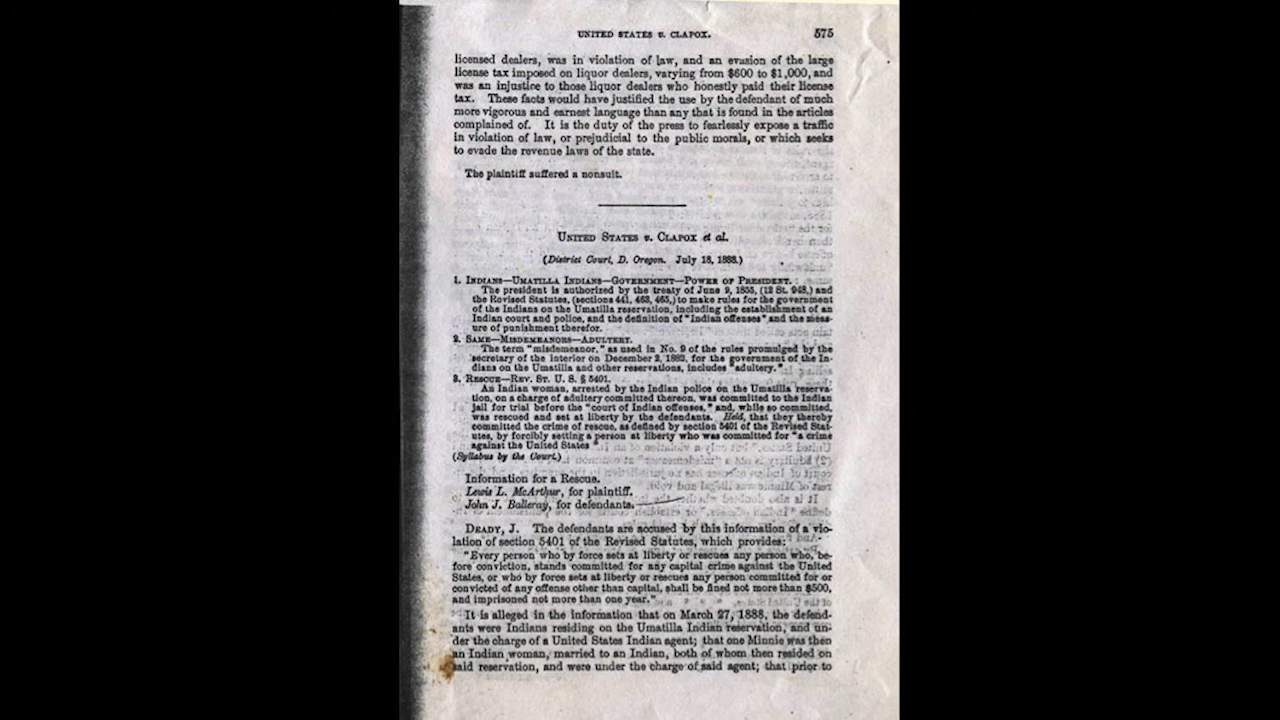 UNITED STATES v. CLAPOX. 575
licensed dealers, was in violation of law, and an evasion of the large
license tax imposed on liquor dealers, varying from $600 to $1,000, and
was an injustice to those liquor dealers who honestly paid their license
tax. These facts would have justified the use by the defendant of much
more vigorous and earnest language than any that is found in the articles
complained of. It is the duty of the press to fearlessly expose a traffic
in violation of law, or prejudicial to the public morals, or which seeks
to evade the revenue laws of the state.
The plaintiff suffered a nonsuit.
UNITED STATES v. CLAPOX et al.
(District Court, D. Oregon. July 18, 1888.)
1. INDIANS—UMATILLA INDIANS—GOVERNMENT—POWER OF PRESIDENT.
The president is authorized by the treaty of June 9, 1855, (12 St. 948,) and
the Revised Statutes, (sections 441, 463, 465,) to make rules for the government
of the Indians on the Umatilla reservation, including the establishment of an
Indian court and police, and the definition of "Indian offenses" and the meas-
ure of punishment therefor.
2. SAME—MISDEMEANORS—ADULTERY.
The term "misdemeanor," as used in No. 9 of the rules promulged by the
secretary of the interior on December 2, 1882, for the government of the In-
dians on the Umatilla and other reservations, includes "adultery."
3. RESCUE—REV. ST. U. S. § 5401.
An Indian woman, arrested by the Indian police on the Umatilla reserva-
tion, on a charge of adultery committed thereon, was committed to the Indian
jail for trial before the "court of Indian offenses," and, while so committed,
was rescued and set at liberty by the defendants. Held, that they thereby
committed the crime of rescue, as defined by section 5401 of the Revised Stat-
utes, by forcibly setting a person at liberty who was committed for "a crime
against the United States."
(Syllabus by the Court.)
Information for a Rescue.
Lewis L. McArthur, for plaintiff.
John J. Balleray, for defendants.
DEADY, J. The defendants are accused by this information of a vio-
lation of section 5401 of the Revised Statutes, which provides:
"Every person who by force sets at liberty or rescues any person who, be-
fore conviction, stands committed for any capital crime against the United
States, or who by force sets at liberty or rescues any person committed for or
convicted of any offense other than capital, shall be fined not more than $500,
and imprisoned not more than one year."
It is alleged in the information that on March 27, 1888, the defend-
ants were Indians residing on the Umatilla Indian reservation, and un-
der the charge of a United States Indian agent; that one Minnie was then
an Indian woman, married to an Indian, both of whom then resided on
said reservation, and were under the charge of said agent; that prior to